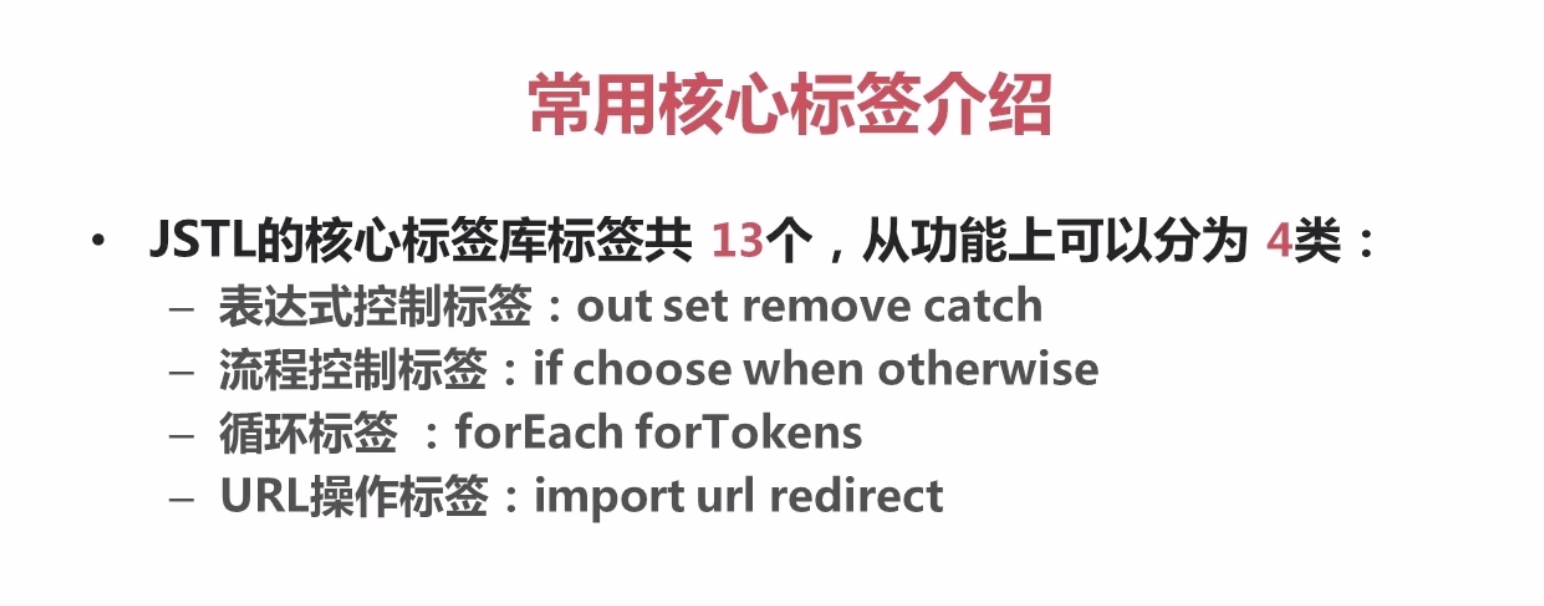 常用核心标签介绍
• JSTL的核心标签库标签共 13个，从功能上可以分为 4类：
– 表达式控制标签：out set remove catch
– 流程控制标签：if choose when otherwise
– 循环标签 ：forEach forTokens
– URL操作标签：import url redirect